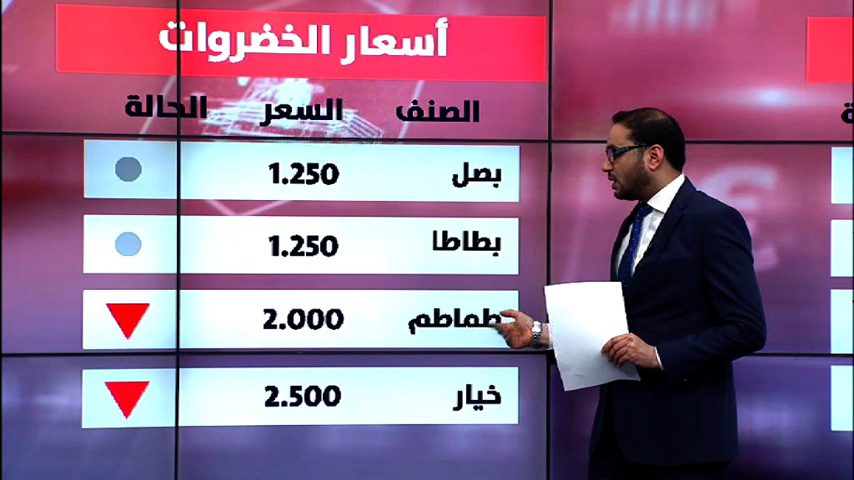 أسعار الخضروات
الصنف السعر الحالة
بصل 1.250
بطاطا 1.250
طماطم 2.000
خيار 2.500